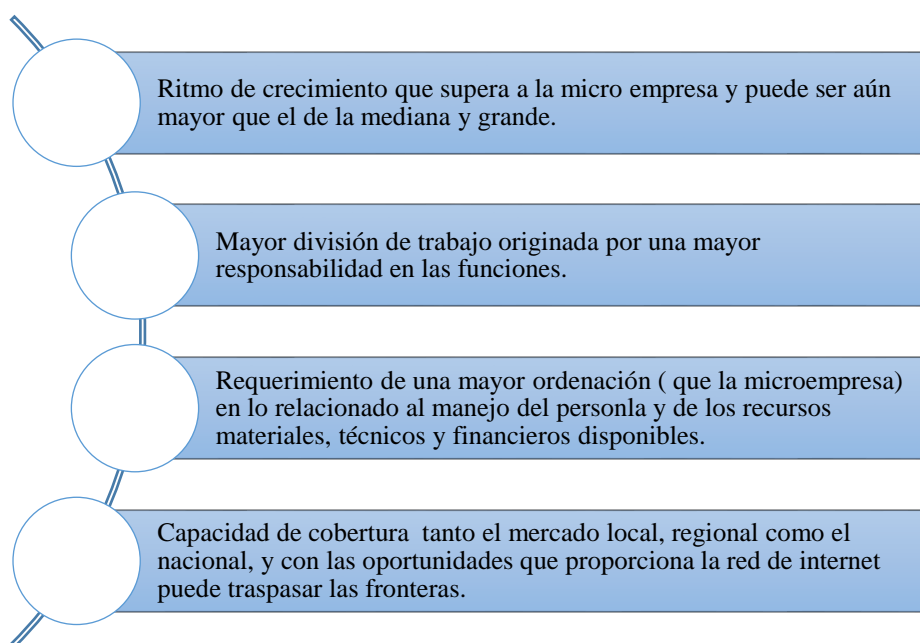 Ritmo de crecimiento que supera a la micro empresa y puede ser aún
mayor que el de la mediana y grande.
Mayor división de trabajo originada por una mayor
responsabilidad en las funciones.
Requerimiento de una mayor ordenación ( que la microempresa)
en lo relacionado al manejo del personla y de los recursos
materiales, técnicos y financieros disponibles.
Capacidad de cobertura  tanto el mercado local, regional como el
nacional, y con las oportunidades que proporciona la red de internet
puede traspasar las fronteras.